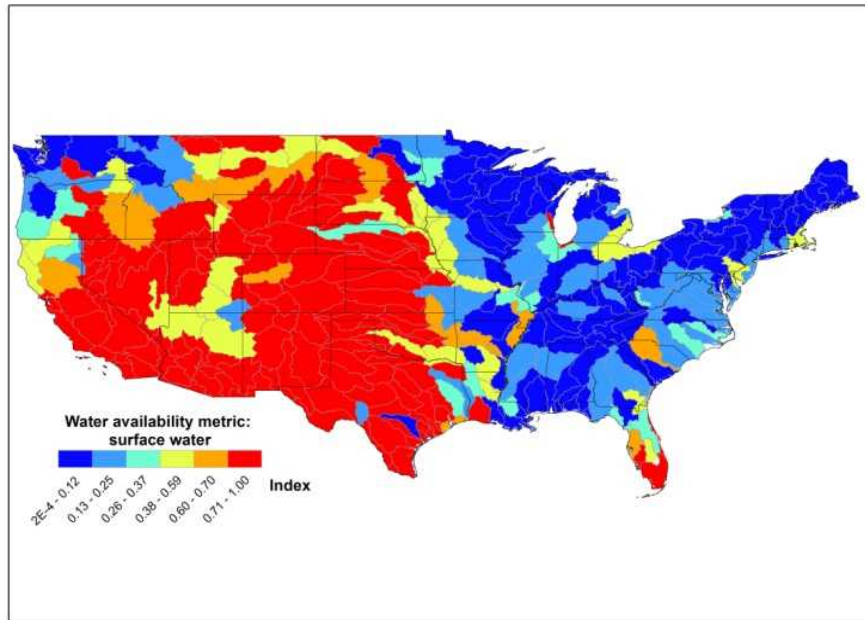 Water availability metric:
surface water
Index
2E-4 - 0.12
0.13 - 0.25
0.26 - 0.37
0.38 - 0.59
0.60 - 0.70
0.71 - 1.00